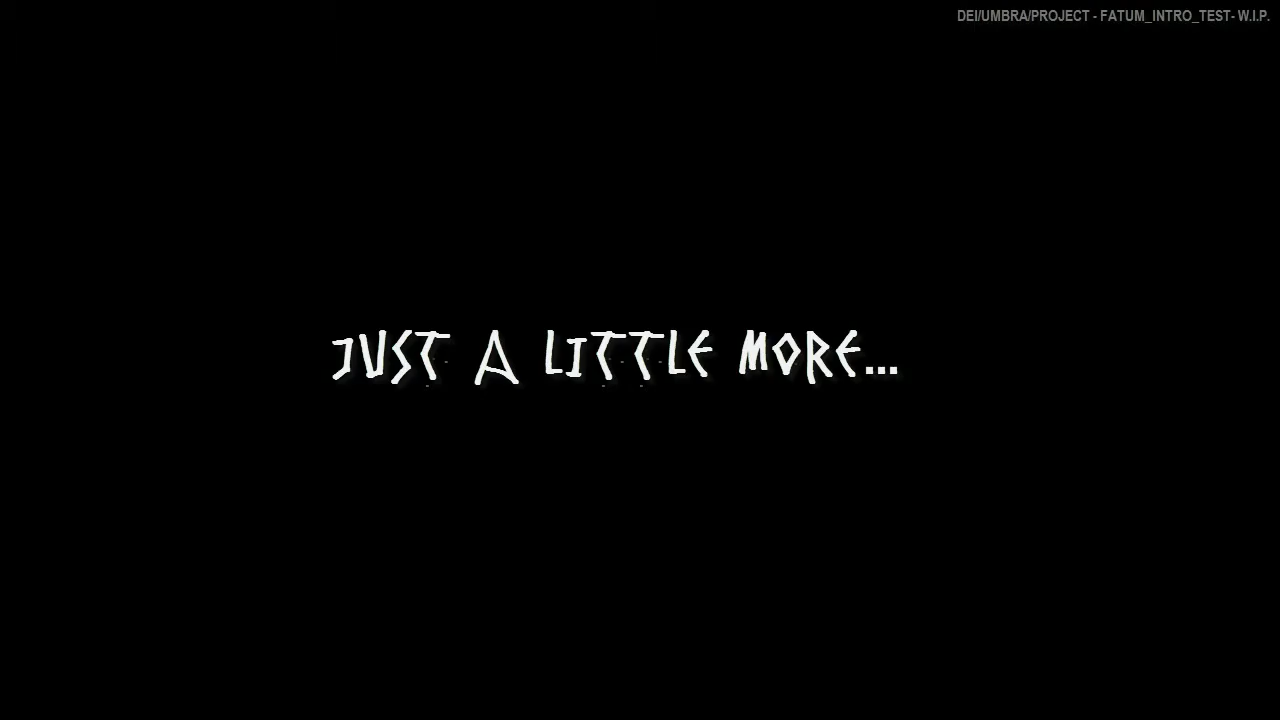 DEI/UMBRA/PROJECT - FATUM_INTRO_TEST- W.I.P.
JUST A LITTLE MORE...